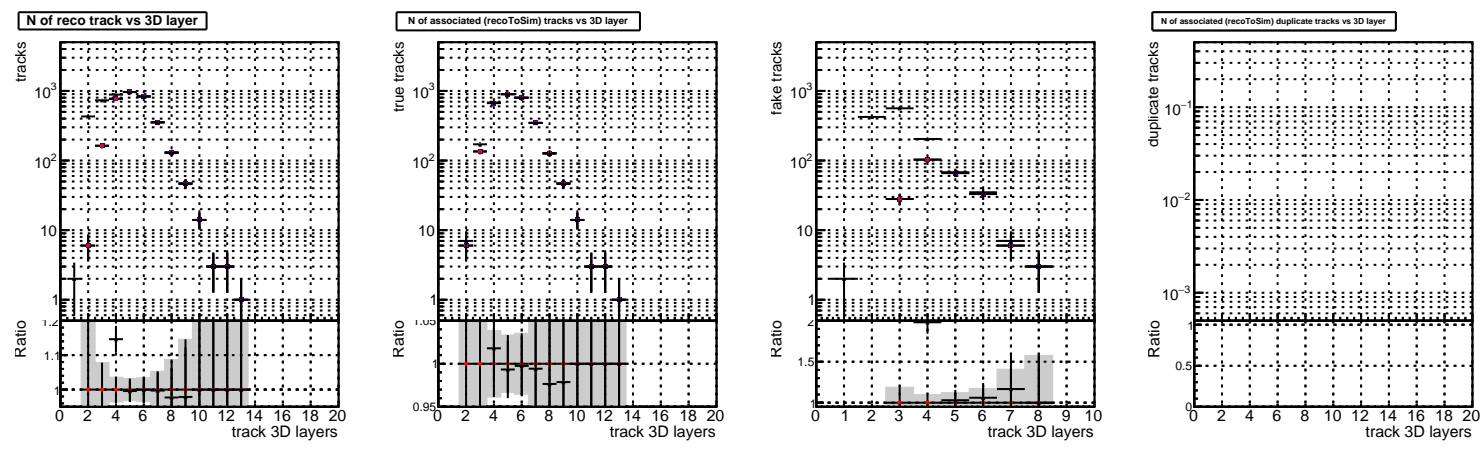 N of reco track vs 3D layer
tracks
10³
10²
10
1
Ratio
1.2
1.1
1
0 2 4 6 8 10 12 14 16 18 20
track 3D layers
N of associated (recoToSim) tracks vs 3D layer
true tracks
10³
10²
10
1
Ratio
1.05
1
0.95
0 2 4 6 8 10 12 14 16 18 20
track 3D layers
fake tracks
10³
10²
10
1
Ratio
2
1.5
1
0 1 2 3 4 5 6 7 8 9 10
track 3D layers
N of associated (recoToSim) duplicate tracks vs 3D layer
duplicate tracks
10⁻¹
10⁻²
10⁻³
Ratio
1
0.5
0
0 2 4 6 8 10 12 14 16 18 20
track 3D layers